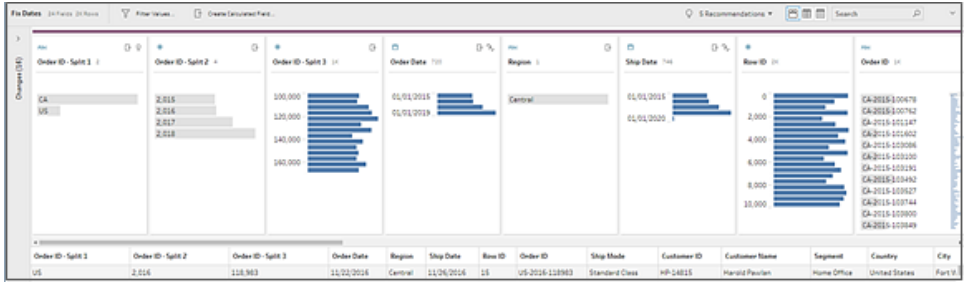 Fix Dates 24 Fields 2K Rows Filter Values... Create Calculated Field... 5 Recommendations Search
Changes (16)
Abc Abc Abc
Order ID - Split 1 2 Order ID - Split 2 4 Order ID - Split 3 1K Order Date Region 1 Ship Date Row ID 2K Order ID 1K
CA 2,015 100,000 01/01/2015 Central 01/01/2015 0 CA-2015-100678
US 2,016 120,000 01/01/2019 01/01/2020 2,000 CA-2015-100762
2,017 140,000 4,000 CA-2015-101147
2,018 160,000 6,000 CA-2015-101602
8,000 CA-2015-103086
10,000 CA-2015-103100
CA-2015-103191
CA-2015-103492
CA-2015-103527
CA-2015-103744
CA-2015-103800
CA-2015-103849
Order ID - Split 1 Order ID - Split 2 Order ID - Split 3 Order Date Region Ship Date Row ID Order ID Ship Mode Customer ID Customer Name Segment Country City
US 2,016 118,983 11/22/2016 Central 11/26/2016 15 US-2016-118983 Standard Class HP-14815 Harold Pawlan Home Office United States Fort